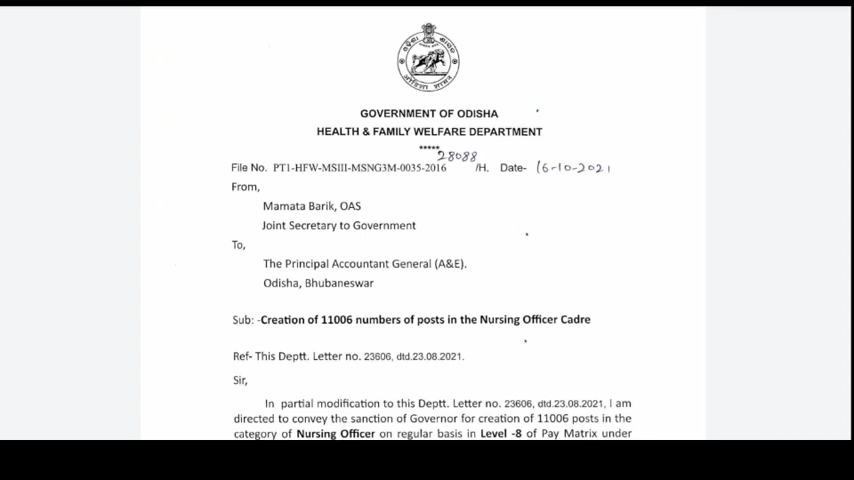 GOVERNMENT OF ODISHA
HEALTH & FAMILY WELFARE DEPARTMENT
*****
28088
File No. PT1-HFW-MSIII-MSNG3M-0035-2016 /H. Date- 16-10-2021
From,
Mamata Barik, OAS
Joint Secretary to Government
To,
The Principal Accountant General (A&E).
Odisha, Bhubaneswar
Sub: -Creation of 11006 numbers of posts in the Nursing Officer Cadre
Ref- This Deptt. Letter no. 23606, dtd.23.08.2021.
Sir,
In partial modification to this Deptt. Letter no. 23606, dtd.23.08.2021, I am
directed to convey the sanction of Governor for creation of 11006 posts in the
category of Nursing Officer on regular basis in Level -8 of Pay Matrix under